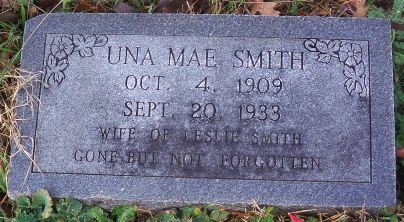 UNA MAE SMITH
OCT. 4, 1909
SEPT. 20, 1933
WIFE OF LESLIE SMITH
GONE BUT NOT FORGOTTEN